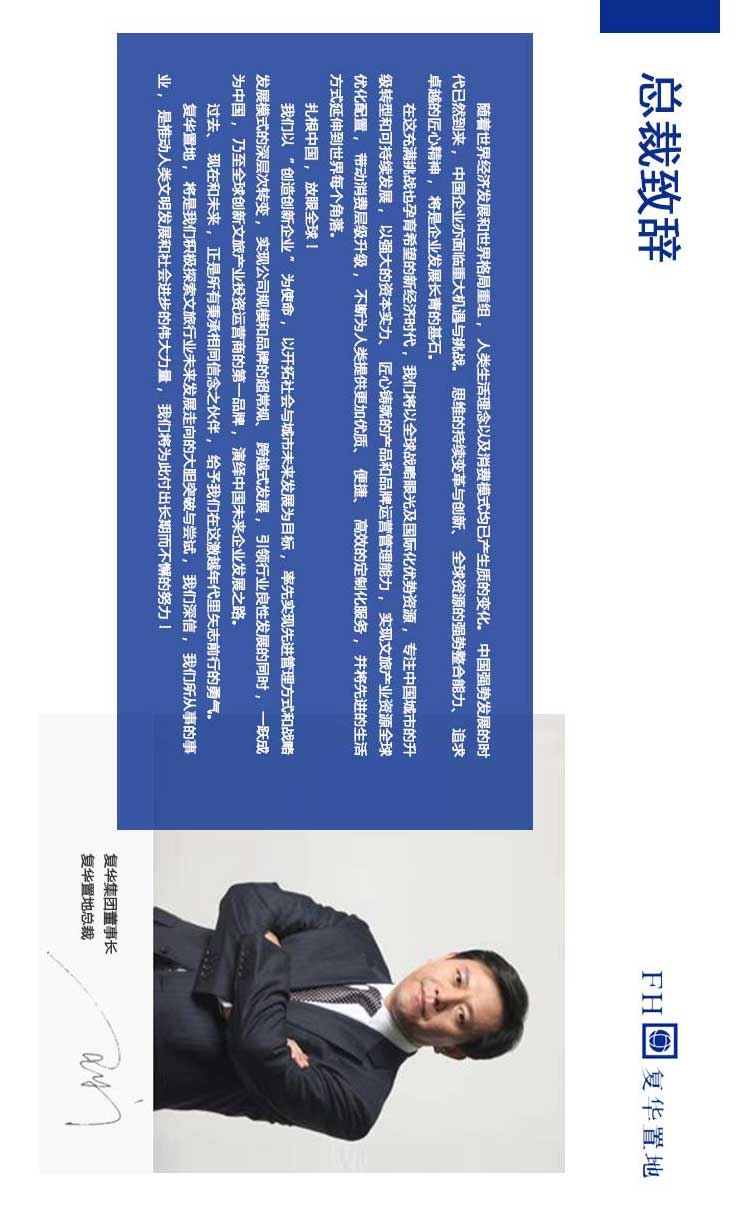 总裁致辞
FH 复华置地
随着世界经济发展和世界格局重组，人类生活理念以及消费模式均已产生质的变化。中国强势发展的时
代已然到来，中国企业亦面临重大机遇与挑战。思维的持续变革与创新、全球资源的强势整合能力、追求
卓越的匠心精神，将是企业发展长青的基石。
在这充满挑战也孕育希望的新经济时代，我们将以全球战略眼光及国际化优势资源，专注中国城市的升
级转型和可持续发展，以强大的资本实力、匠心铸就的产品和品牌运营管理能力，实现文旅产业资源全球
优化配置，带动消费层级升级，不断为人类提供更加优质、便捷、高效的定制化服务，并将先进的生活
方式延伸到世界每个角落。
扎根中国，放眼全球！
我们以“创造创新企业”为使命，以开拓社会与城市未来发展为目标，率先实现先进管理方式和战略
发展模式的深层次转变，实现公司规模和品牌的超常规、跨越式发展，引领行业良性发展的同时，一跃成
为中国，乃至全球创新文旅产业投资运营商的第一品牌，演绎中国未来企业发展之路。
过去、现在和未来，正是所有秉承相同信念之伙伴，给予我们在这激越年代里矢志前行的勇气。
复华置地，将是我们积极探索文旅行业未来发展走向的大胆突破与尝试，我们深信，我们所从事的事
业，是推动人类文明发展和社会进步的伟大力量，我们将为此付出长期而不懈的努力！
复华集团董事长
复华置地总裁